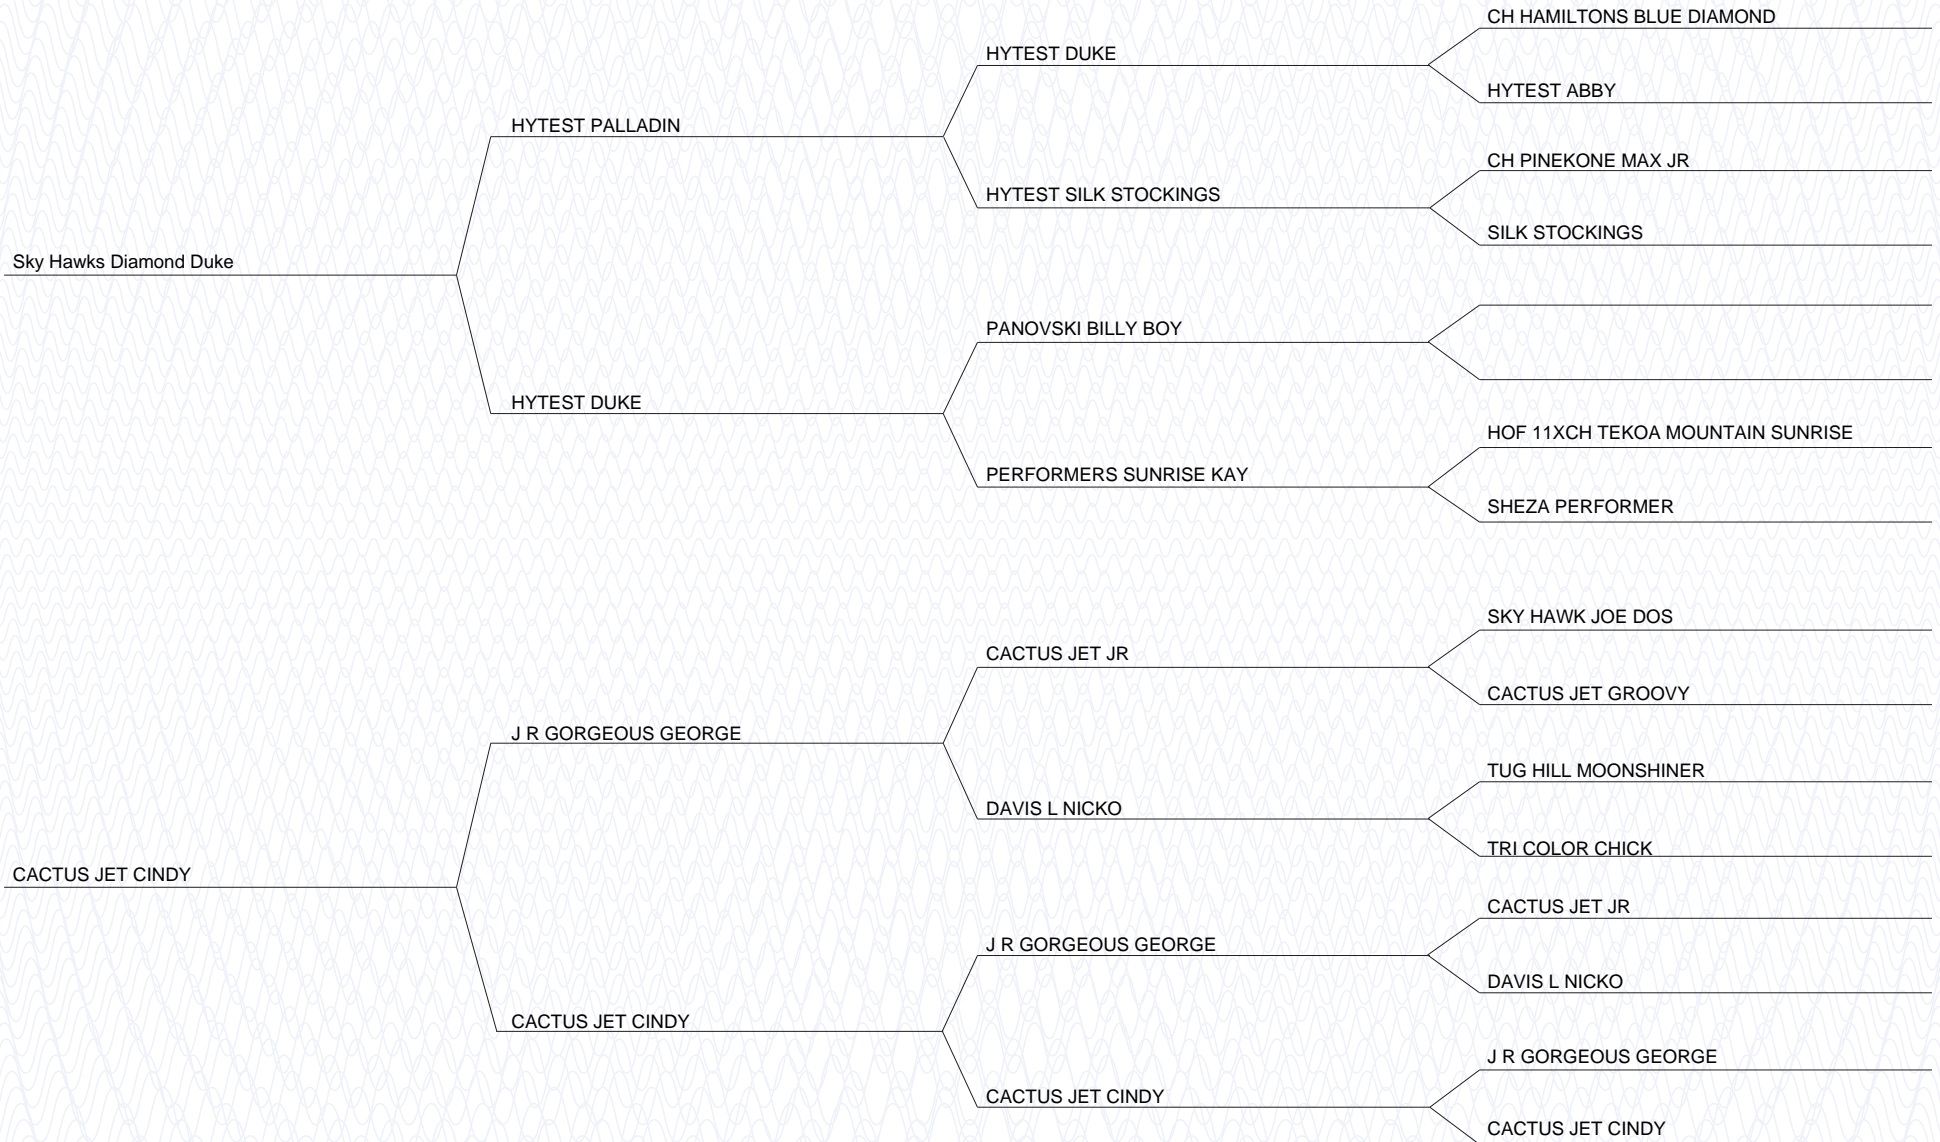 CH HAMILTONS BLUE DIAMOND
HYTEST DUKE
HYTEST ABBY
HYTEST PALLADIN
CH PINEKONE MAX JR
HYTEST SILK STOCKINGS
SILK STOCKINGS
Sky Hawks Diamond Duke
PANOVSKI BILLY BOY
HYTEST DUKE
HOF 11XCH TEKOA MOUNTAIN SUNRISE
PERFORMERS SUNRISE KAY
SHEZA PERFORMER
SKY HAWK JOE DOS
CACTUS JET JR
CACTUS JET GROOVY
J R GORGEOUS GEORGE
TUG HILL MOONSHINER
DAVIS L NICKO
TRI COLOR CHICK
CACTUS JET CINDY
CACTUS JET JR
J R GORGEOUS GEORGE
DAVIS L NICKO
CACTUS JET CINDY
J R GORGEOUS GEORGE
CACTUS JET CINDY
CACTUS JET CINDY